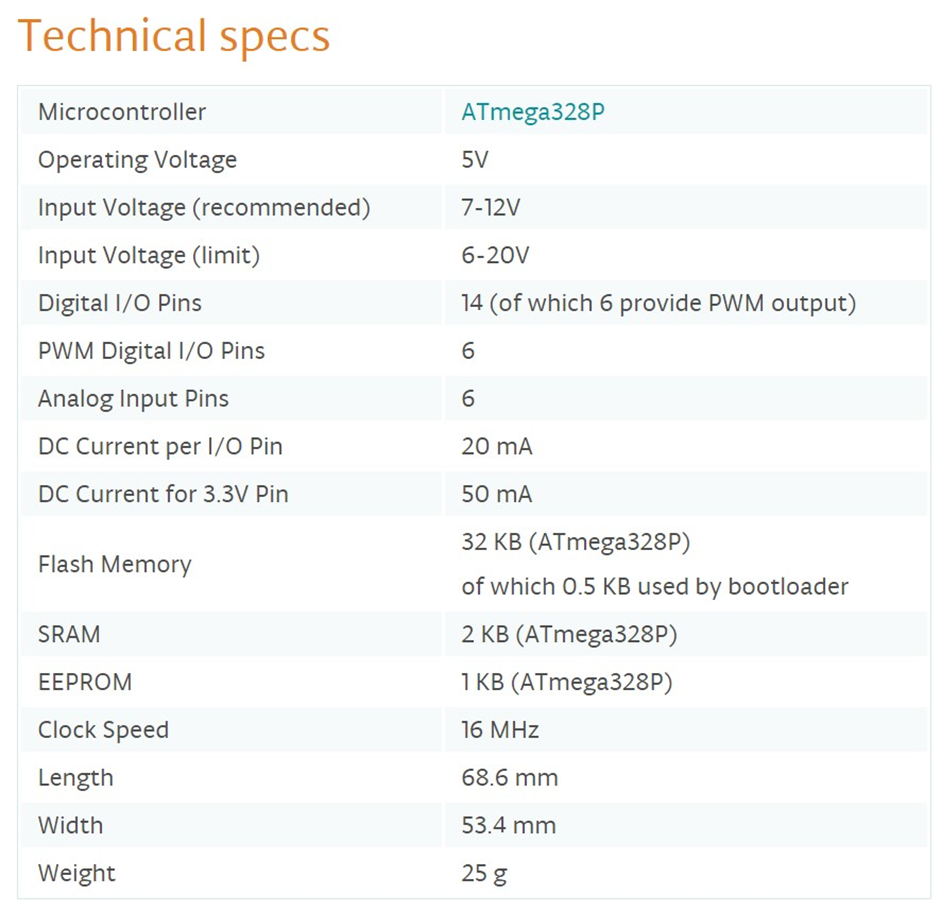 Technical specs
Microcontroller ATmega328P
Operating Voltage 5V
Input Voltage (recommended) 7-12V
Input Voltage (limit) 6-20V
Digital I/O Pins 14 (of which 6 provide PWM output)
PWM Digital I/O Pins 6
Analog Input Pins 6
DC Current per I/O Pin 20 mA
DC Current for 3.3V Pin 50 mA
Flash Memory 32 KB (ATmega328P)
of which 0.5 KB used by bootloader
SRAM 2 KB (ATmega328P)
EEPROM 1 KB (ATmega328P)
Clock Speed 16 MHz
Length 68.6 mm
Width 53.4 mm
Weight 25 g